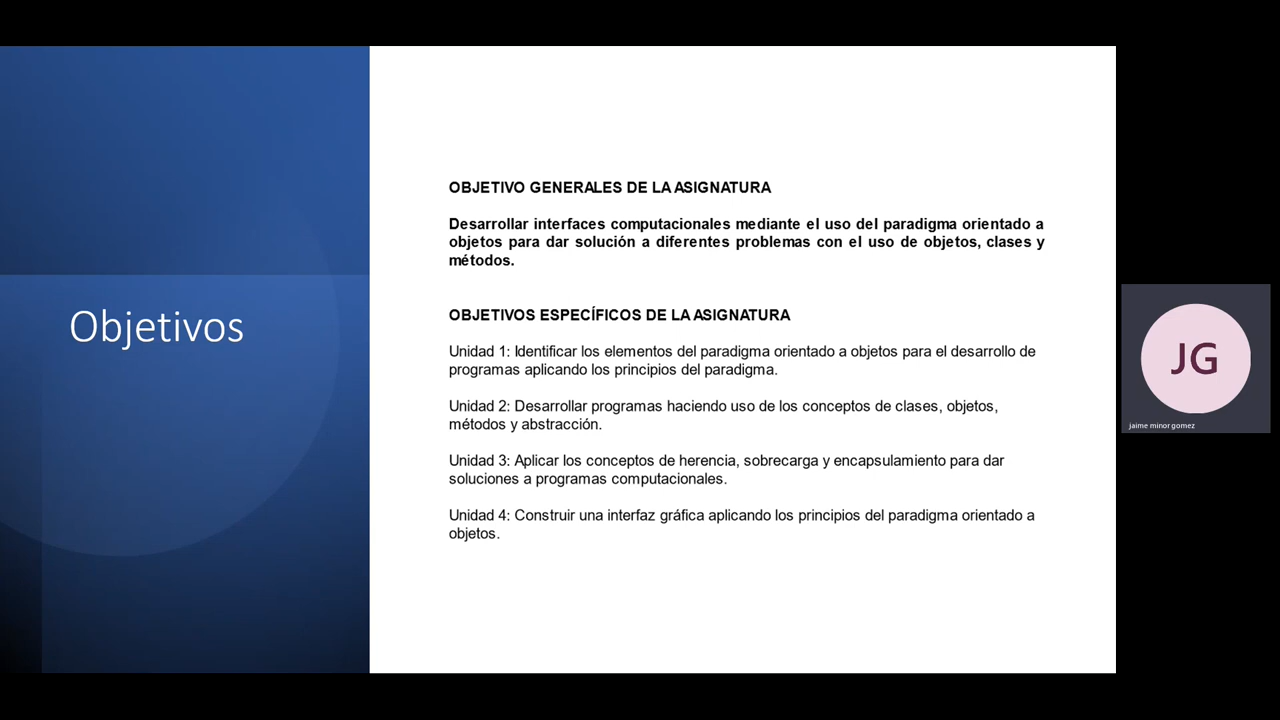 Objetivos
OBJETIVO GENERALES DE LA ASIGNATURA
Desarrollar interfaces computacionales mediante el uso del paradigma orientado a
objetos para dar solución a diferentes problemas con el uso de objetos, clases y
métodos.
OBJETIVOS ESPECÍFICOS DE LA ASIGNATURA
Unidad 1: Identificar los elementos del paradigma orientado a objetos para el desarrollo de
programas aplicando los principios del paradigma.
Unidad 2: Desarrollar programas haciendo uso de los conceptos de clases, objetos,
métodos y abstracción.
Unidad 3: Aplicar los conceptos de herencia, sobrecarga y encapsulamiento para dar
soluciones a programas computacionales.
Unidad 4: Construir una interfaz gráfica aplicando los principios del paradigma orientado a
objetos.
JG
jaime minor gomez